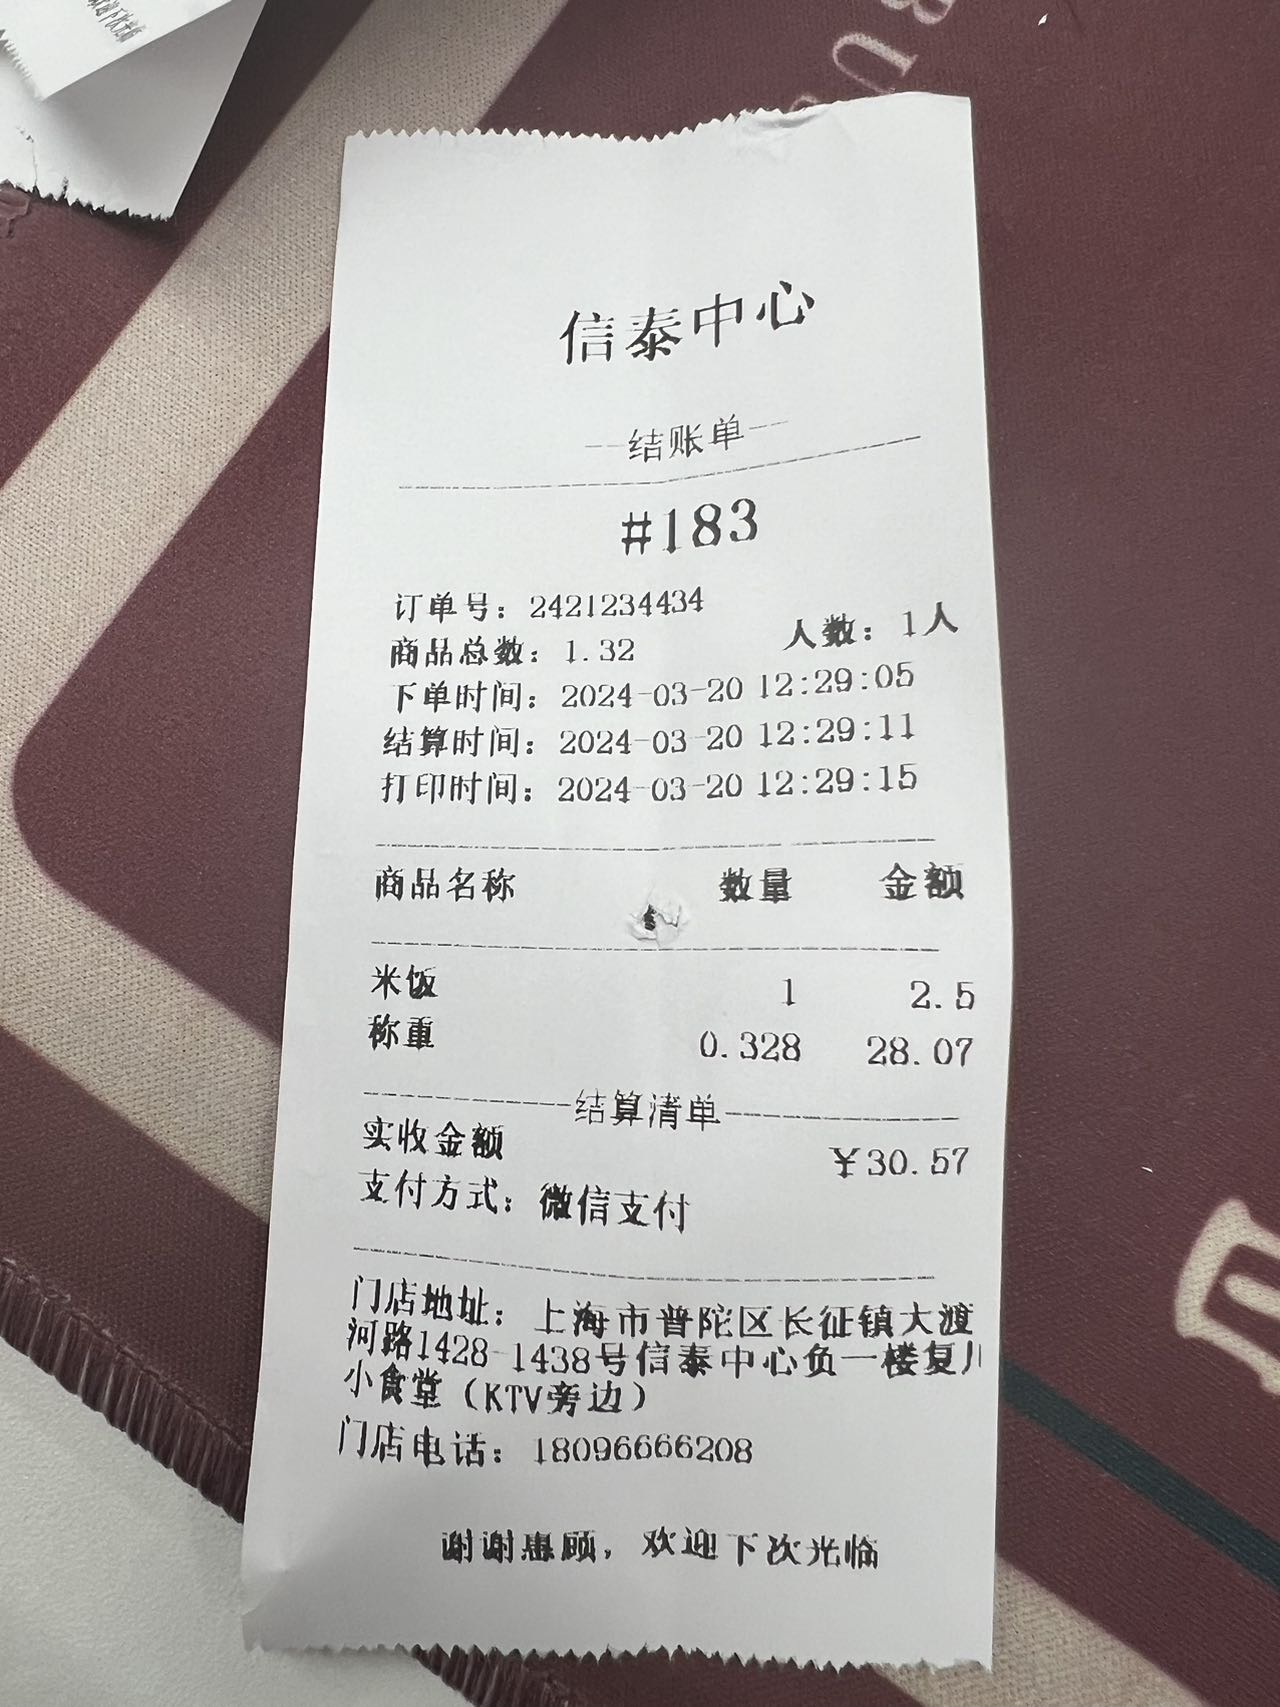 信泰中心
--结账单--
#183
订单号：2421234434
商品总数：1.32 人数：1人
下单时间：2024-03-20 12:29:05
结算时间：2024-03-20 12:29:11
打印时间：2024-03-20 12:29:15
商品名称 数量 金额
米饭 1 2.5
称重 0.328 28.07
结算清单
实收金额 ¥30.57
支付方式：微信支付
门店地址：上海市普陀区长征镇大渡
河路1428-1438号信泰中心负一楼复
小食堂（KTV旁边）
门店电话：18096666208
谢谢惠顾，欢迎下次光临